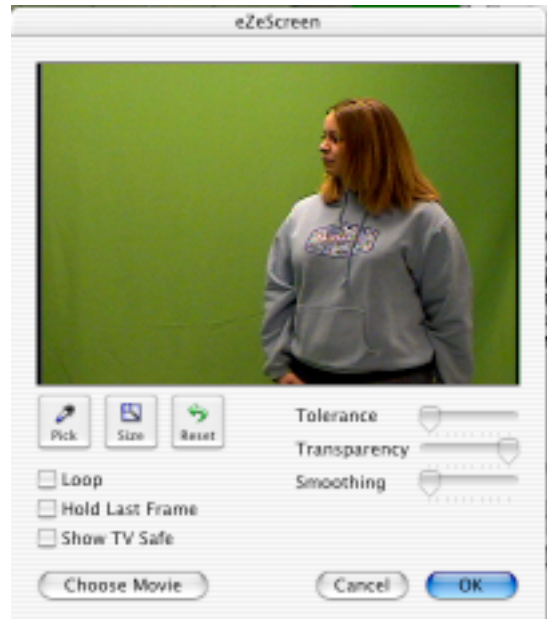 eZeScreen
Pick Size Reset
Tolerance
Transparency
Loop
Smoothing
Hold Last Frame
Show TV Safe
Choose Movie Cancel OK